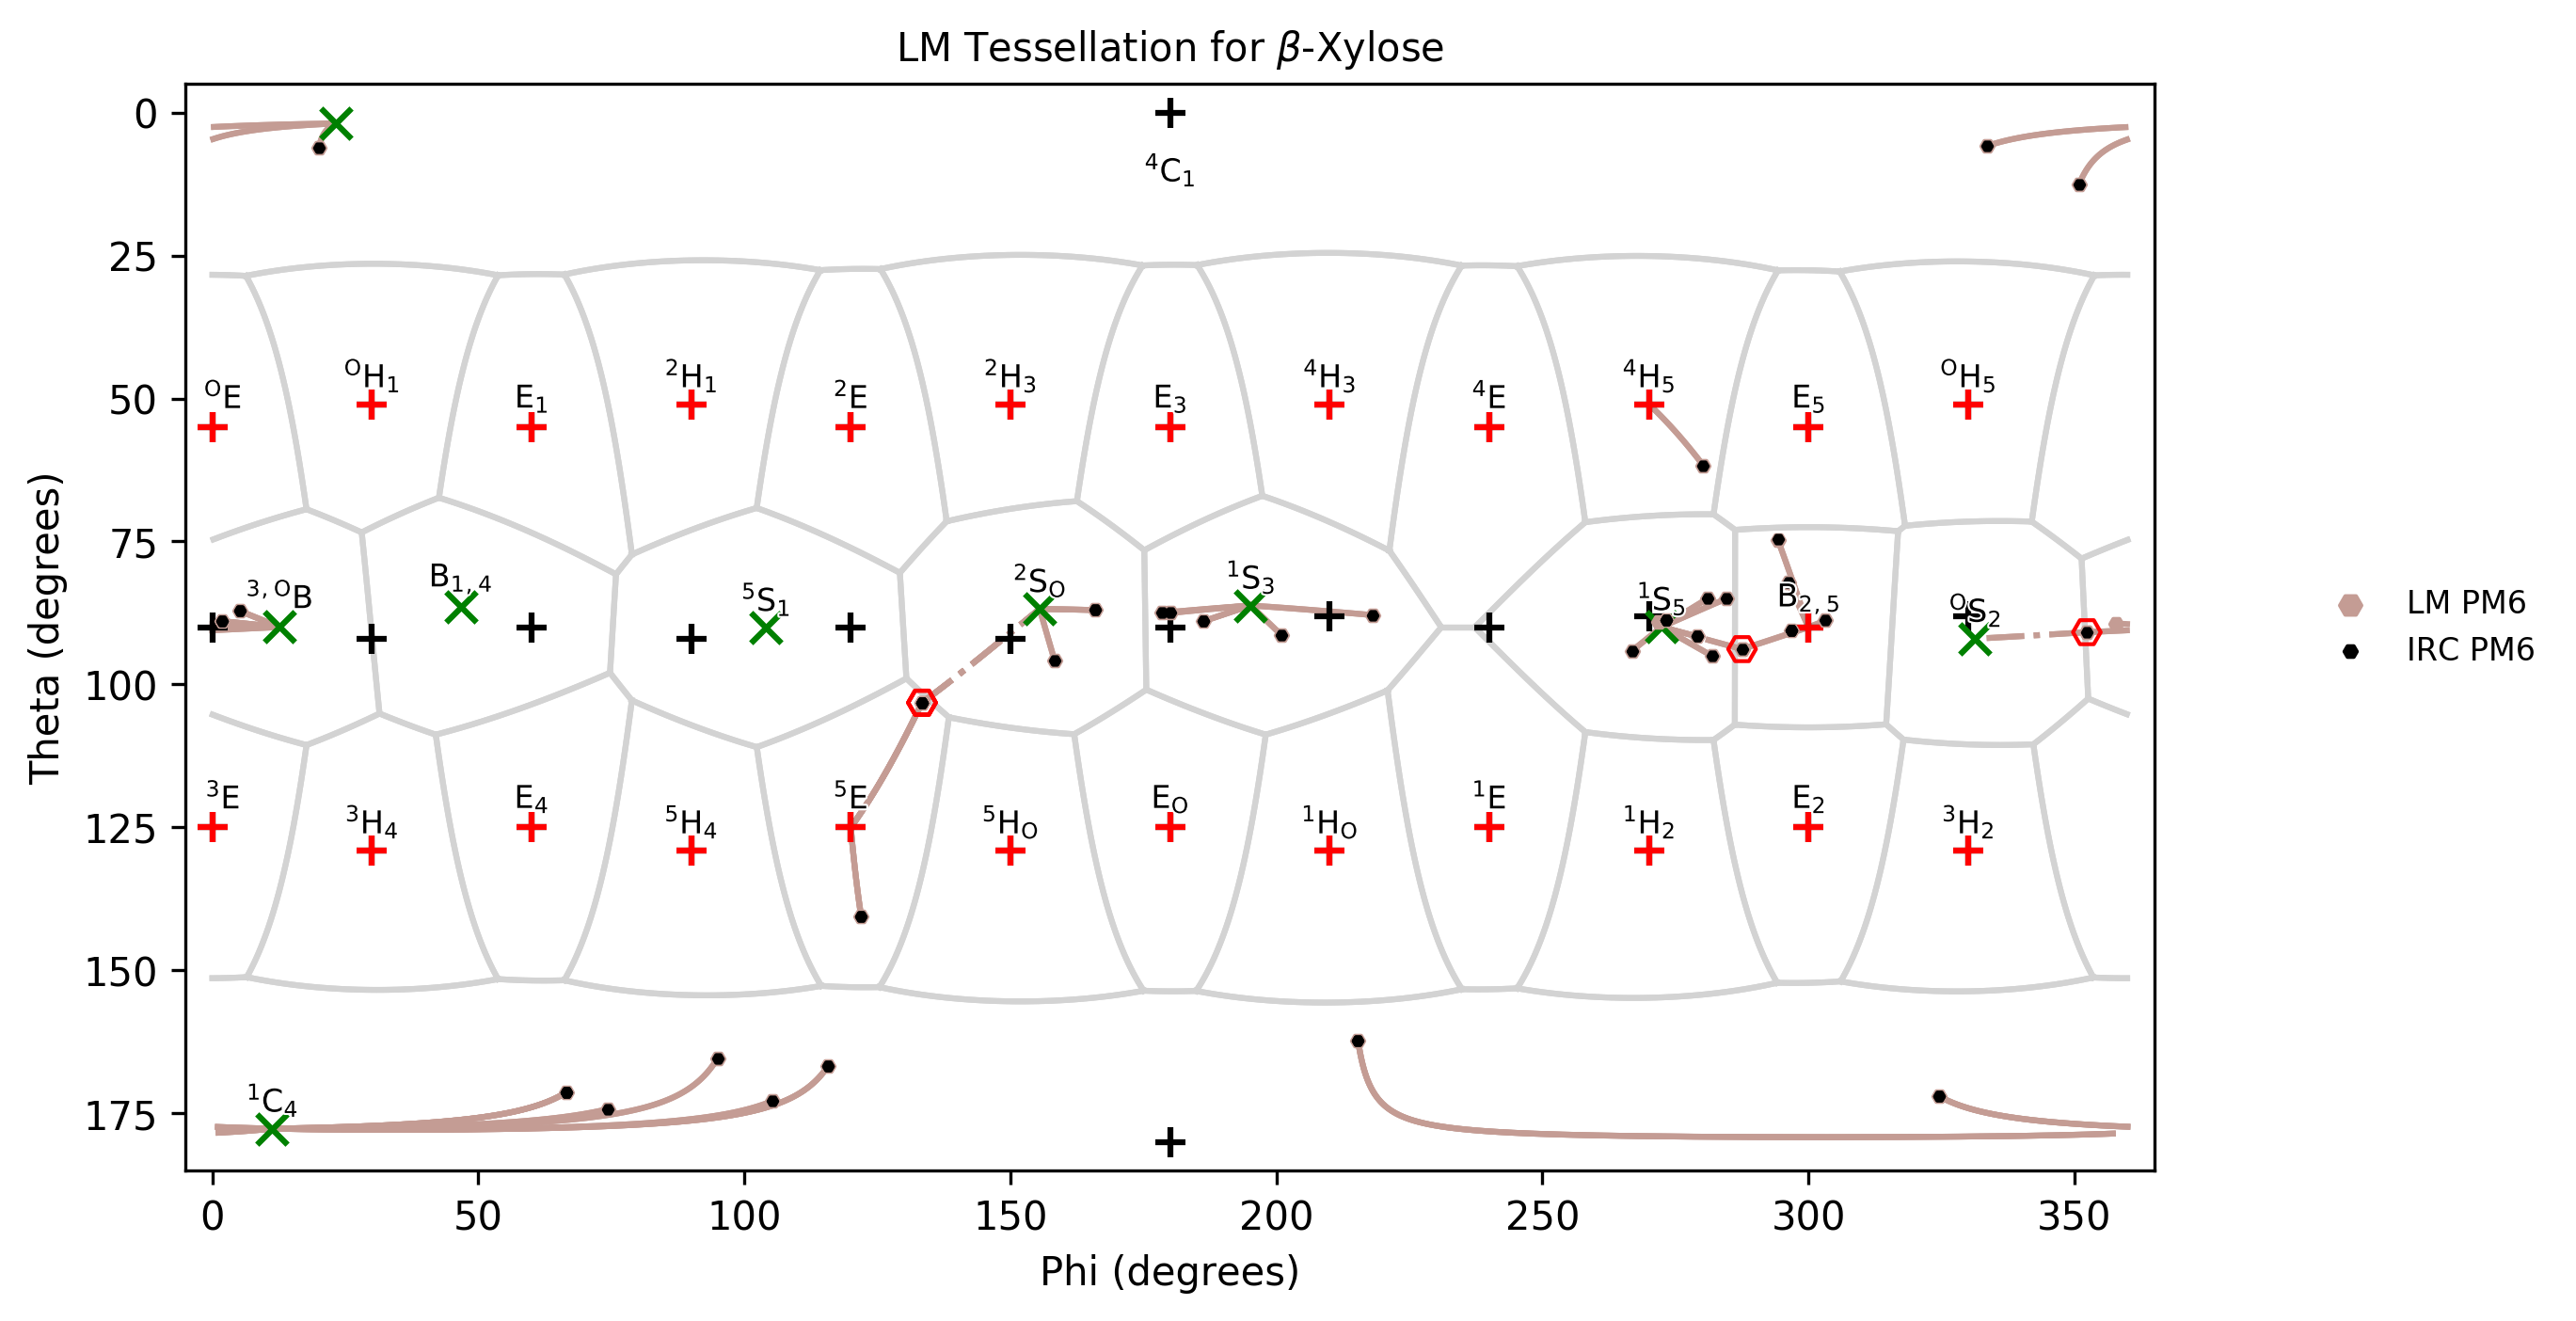 LM Tessellation for β-Xylose
0
25
50
75
100
125
150
175
Theta (degrees)
⁴C₁
ᴼE ᴼH₁ E₁ ²H₁ ²E ²H₃ E₃ ⁴H₃ ⁴E ⁴H₅ E₅ ᴼH₅
³,ᴼB B₁,₄ ⁵S₁ ²Sₒ ¹S₃ ¹S₅ B₂,₅ ᴼS₂
³E ³H₄ E₄ ⁵H₄ ⁵E ⁵Hₒ Eₒ ¹Hₒ ¹E ¹H₂ E₂ ³H₂
¹C₄
0 50 100 150 200 250 300 350
Phi (degrees)
LM PM6
IRC PM6